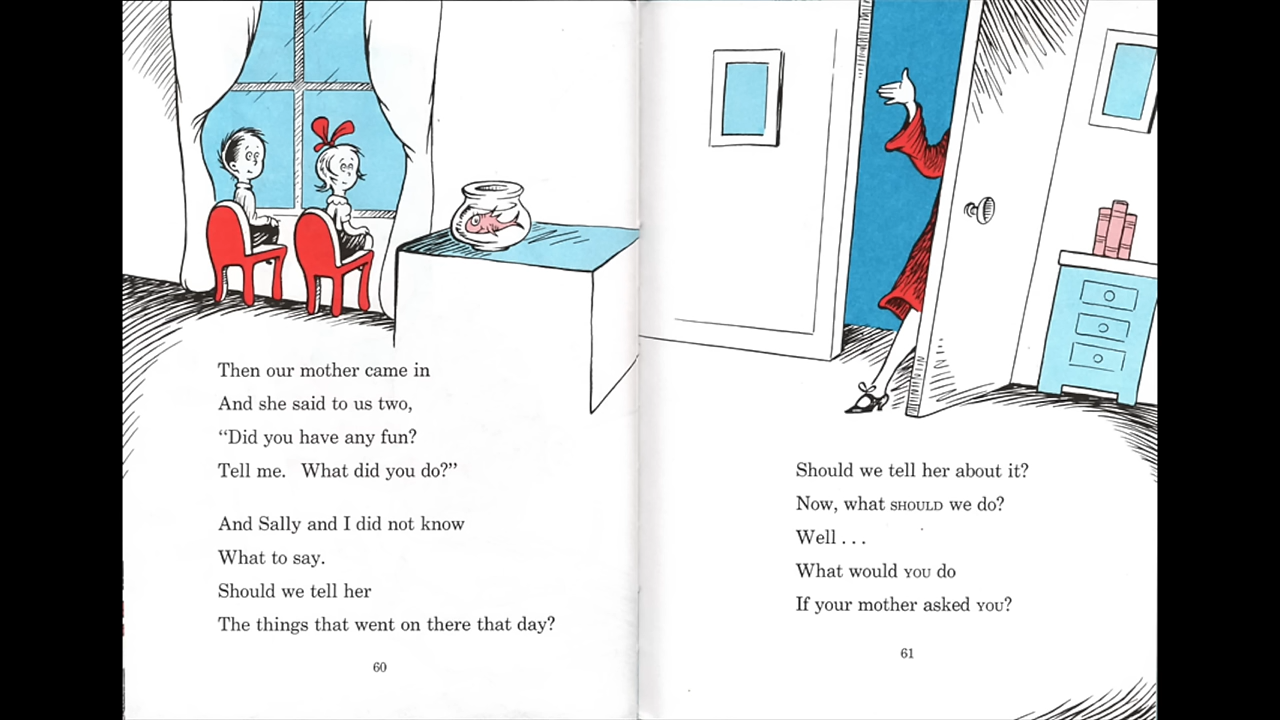 Then our mother came in
And she said to us two,
“Did you have any fun?
Tell me. What did you do?”
And Sally and I did not know
What to say.
Should we tell her
The things that went on there that day?
60
Should we tell her about it?
Now, what SHOULD we do?
Well . . .
What would YOU do
If your mother asked YOU?
61